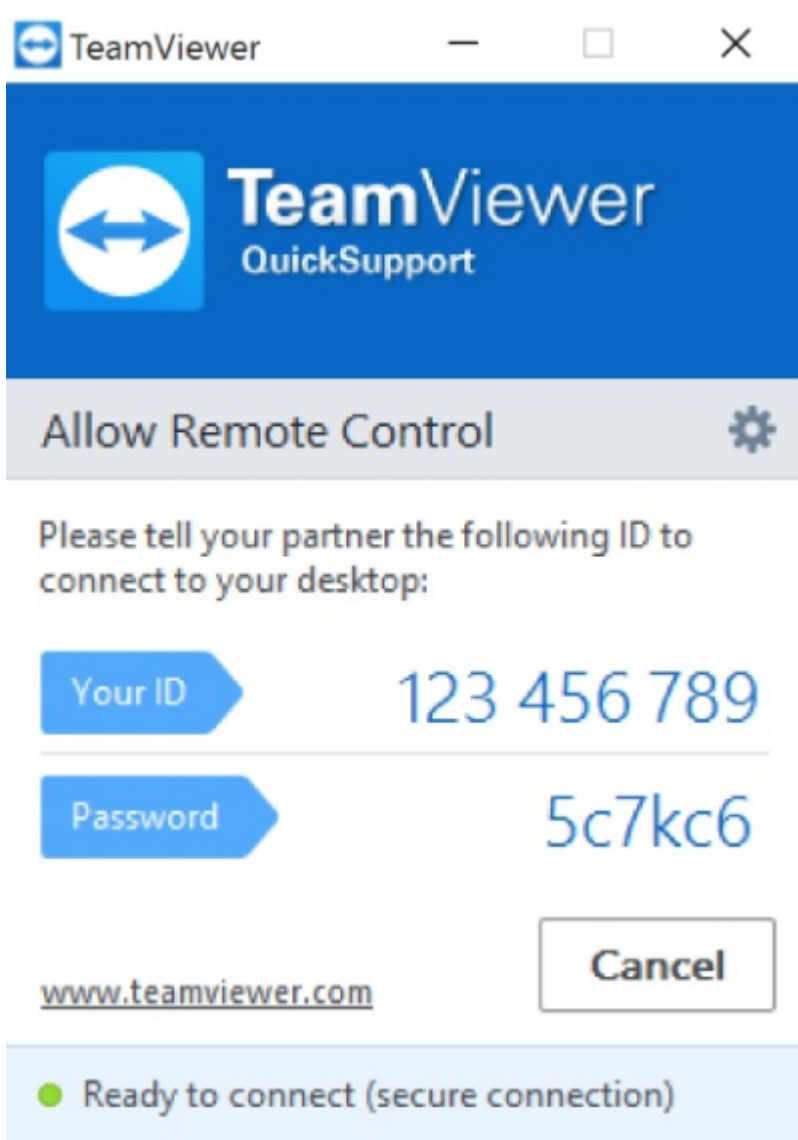 TeamViewer
TeamViewer
QuickSupport
Allow Remote Control
Please tell your partner the following ID to
connect to your desktop:
Your ID 123 456 789
Password 5c7kc6
Cancel
www.teamviewer.com
Ready to connect (secure connection)